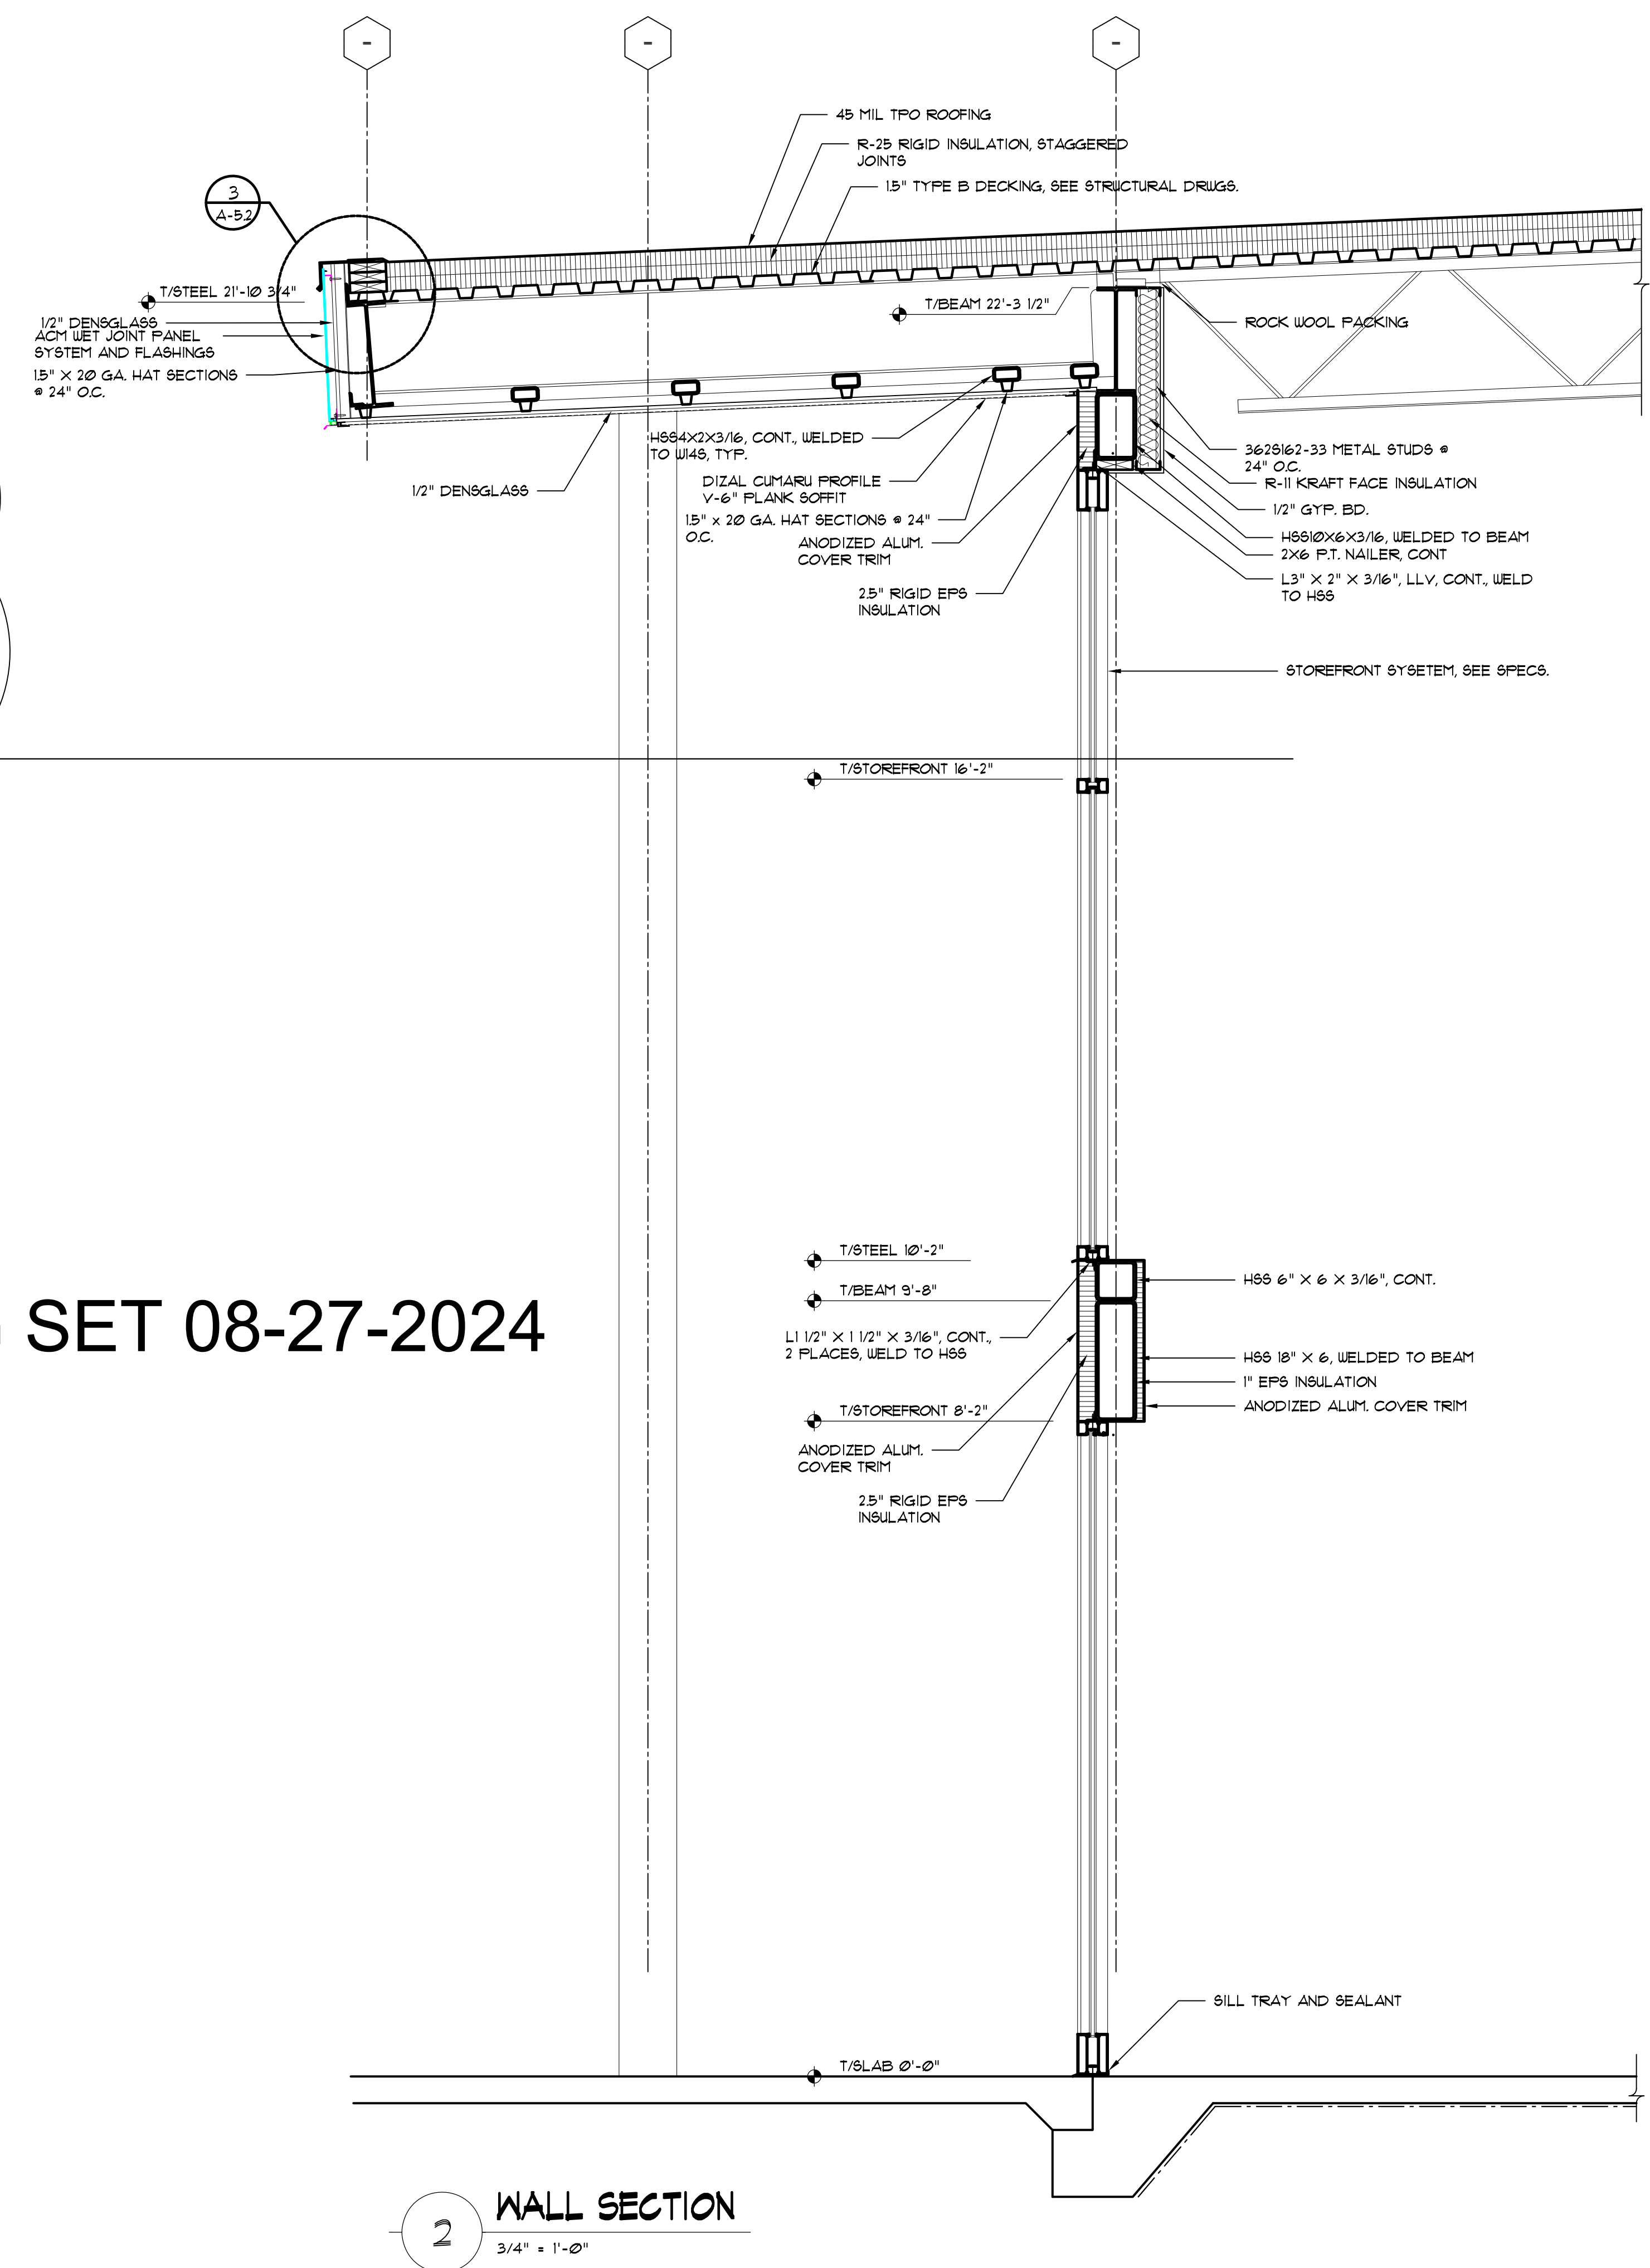 -
-
-
45 MIL TPO ROOFING
R-25 RIGID INSULATION, STAGGERED
JOINTS
1.5" TYPE B DECKING, SEE STRUCTURAL DRWGS.
3
A-5.2
T/STEEL 21'-10 3/4"
T/BEAM 22'-3 1/2"
1/2" DENSGLASS
ACM WET JOINT PANEL
SYSTEM AND FLASHINGS
1.5" X 20 GA. HAT SECTIONS
@ 24" O.C.
ROCK WOOL PACKING
HSS4X2X3/16, CONT., WELDED
TO W14S, TYP.
1/2" DENSGLASS
DIZAL CUMARU PROFILE
V-6" PLANK SOFFIT
1.5" x 20 GA. HAT SECTIONS @ 24"
O.C.
ANODIZED ALUM.
COVER TRIM
2.5" RIGID EPS
INSULATION
362S162-33 METAL STUDS @
24" O.C.
R-11 KRAFT FACE INSULATION
1/2" GYP. BD.
HSS10X6X3/16, WELDED TO BEAM
2X6 P.T. NAILER, CONT
L3" X 2" X 3/16", LLV, CONT., WELD
TO HSS
STOREFRONT SYSETEM, SEE SPECS.
T/STOREFRONT 16'-2"
T/STEEL 10'-2"
T/BEAM 9'-8"
L1 1/2" X 1 1/2" X 3/16", CONT.,
2 PLACES, WELD TO HSS
T/STOREFRONT 8'-2"
ANODIZED ALUM.
COVER TRIM
2.5" RIGID EPS
INSULATION
HSS 6" X 6 X 3/16", CONT.
HSS 18" X 6, WELDED TO BEAM
1" EPS INSULATION
ANODIZED ALUM. COVER TRIM
SET 08-27-2024
SILL TRAY AND SEALANT
T/SLAB 0'-0"
2
WALL SECTION
3/4" = 1'-0"